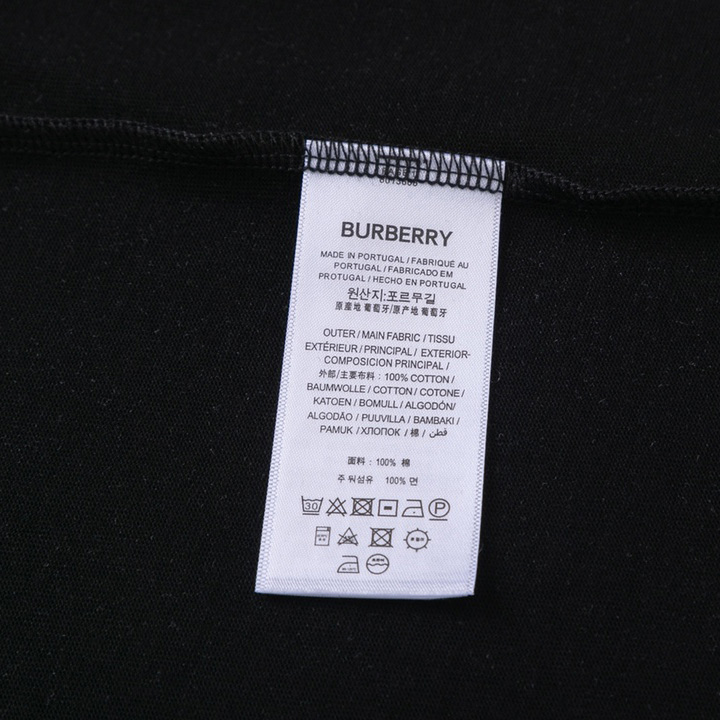 BURBERRY
MADE IN PORTUGAL / FABRIQUÉ AU
PORTUGAL / FABRICADO EM
PROTUGAL / HECHO EN PORTUGAL
원산지:포르무길
原産地 葡萄牙/原产地 葡萄牙
OUTER / MAIN FABRIC / TISSU
EXTÉRIEUR / PRINCIPAL / EXTERIOR-
COMPOSICION PRINCIPAL /
外部/主要布料 : 100% COTTON /
BAUMWOLLE / COTTON / COTONE /
KATOEN / BOMULL / ALGODÓN/
ALGODÃO / PUUVILLA / BAMBAKI /
PAMUK / ХЛОПОК / 棉 / قطن
面料 : 100% 棉
주 워섬유 100% 면
30 P